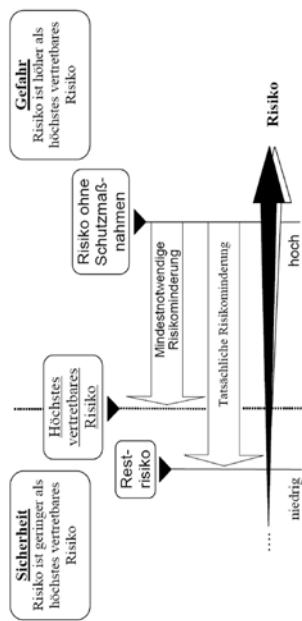 Sicherheit
Risiko ist geringer als
höchstes vertretbares
Risiko
Gefahr
Risiko ist höher als
höchstes vertretbares
Risiko
Höchstes
vertretbares
Risiko
Rest-
risiko
Risiko ohne
Schutzmaß-
nahmen
Mindestnotwendige
Risikominderung
Tatsächliche Risikominderung
Risiko
niedrig
hoch